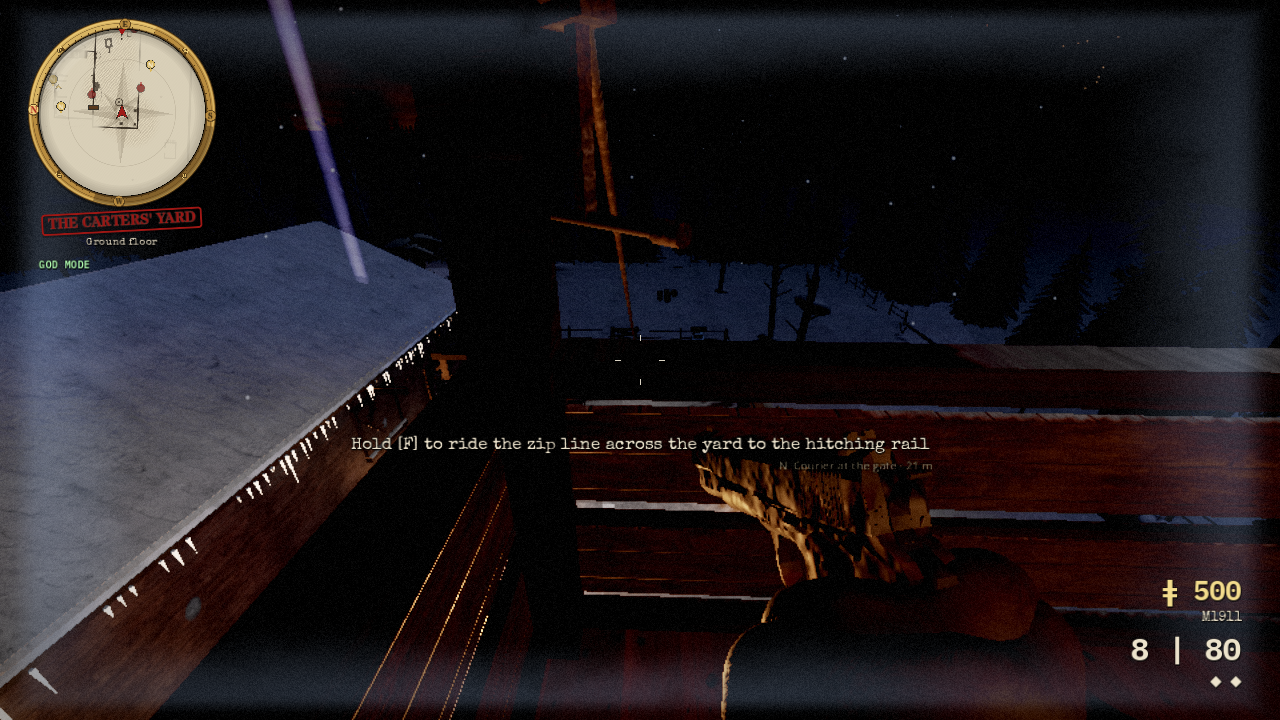 THE CARTERS' YARD
Ground floor
GOD MODE
Hold [F] to ride the zip line across the yard to the hitching rail
N Courier at the gate · 21 m
ǂ 500
M1911
8 | 80